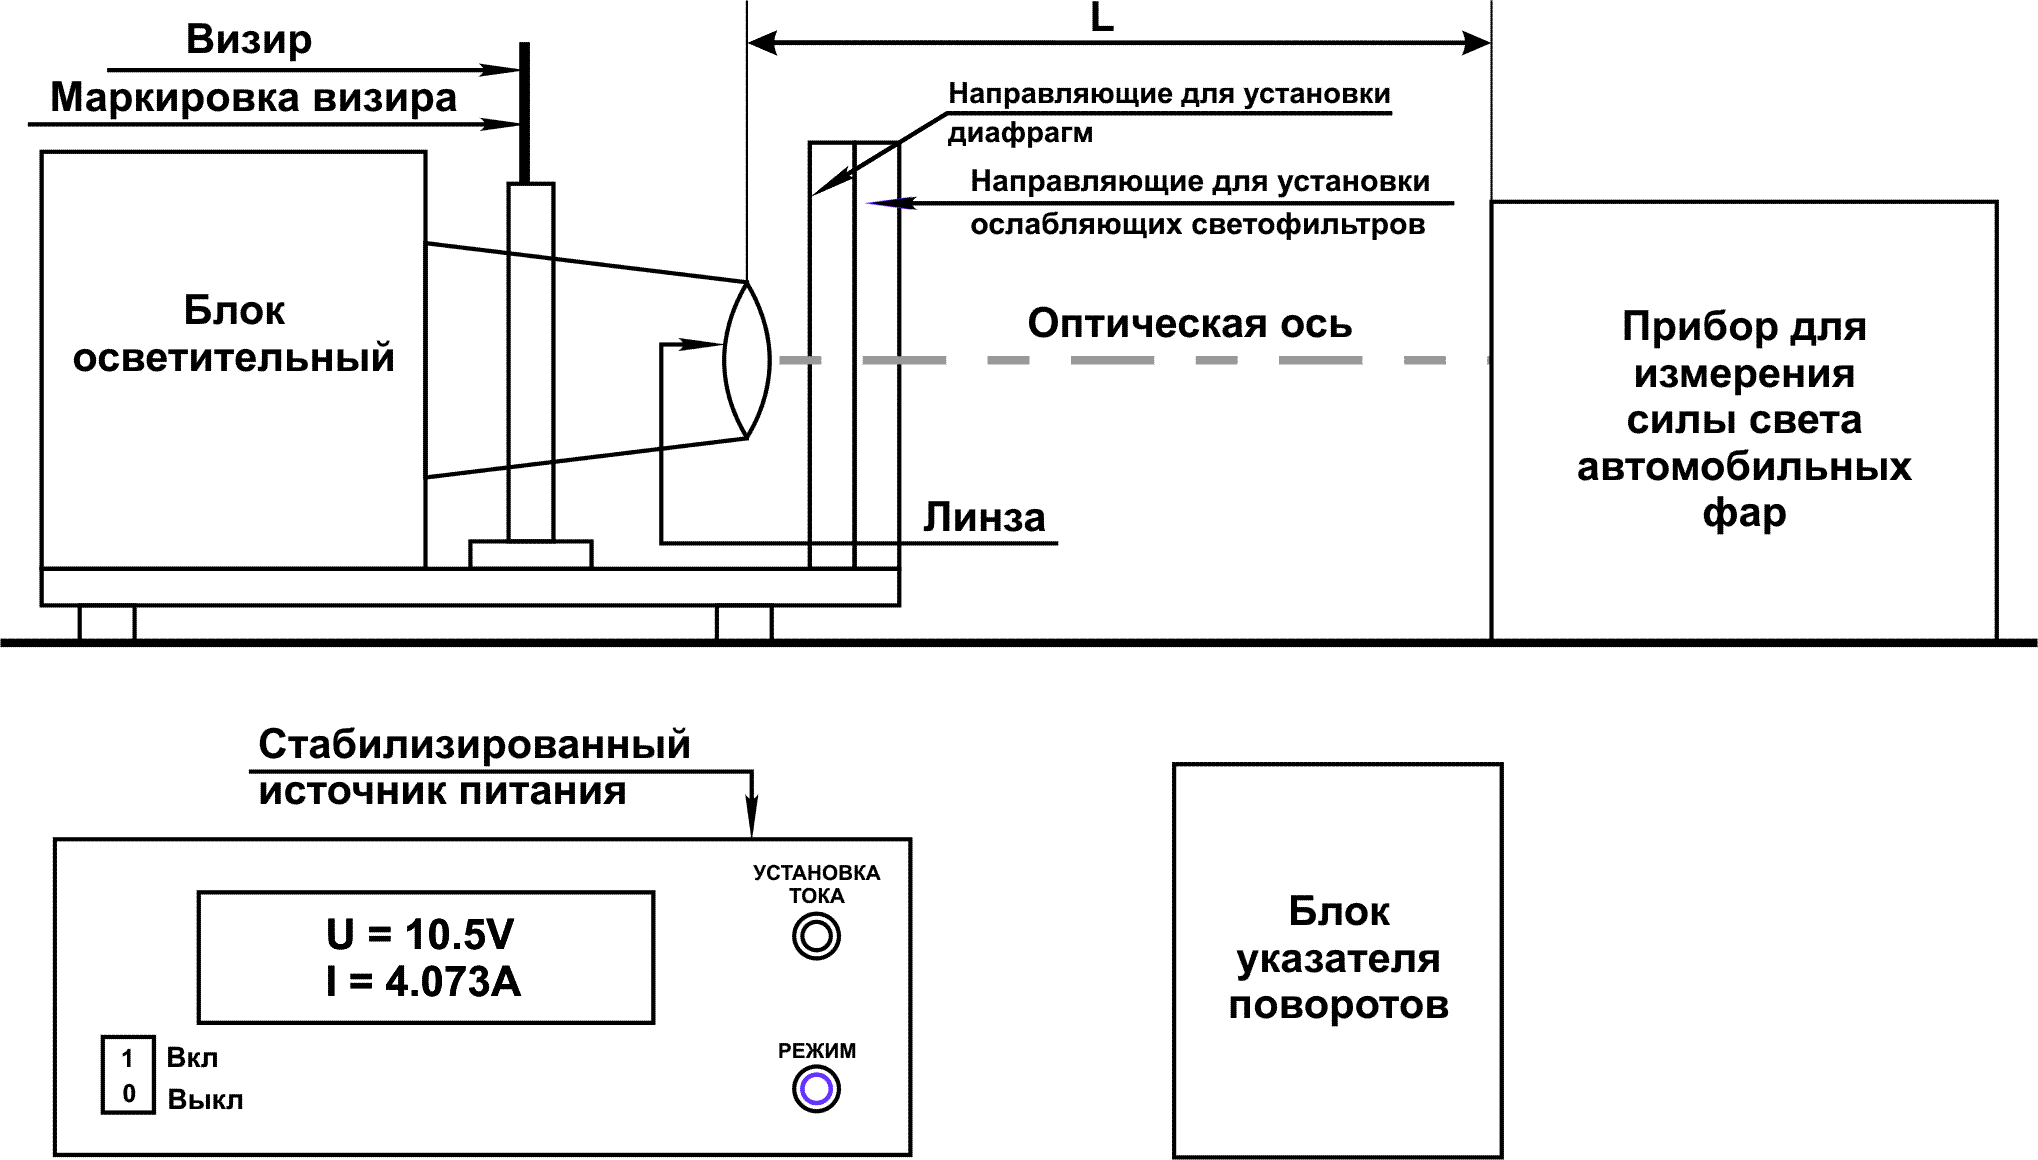 L
Визир
Маркировка визира
Направляющие для установки
диафрагм
Направляющие для установки
ослабляющих светофильтров
Блок
осветительный
Оптическая ось
Прибор для
измерения
силы света
автомобильных
фар
Линза
Стабилизированный
источник питания
УСТАНОВКА
ТОКА
U = 10.5V
I = 4.073A
РЕЖИМ
1 Вкл
0 Выкл
Блок
указателя
поворотов